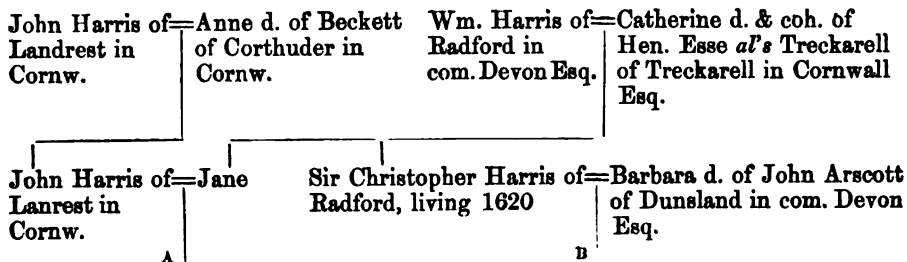 John Harris of=Anne d. of Beckett
Landrest in of Corthuder in
Cornw. Cornw.
Wm. Harris of=Catherine d. & coh. of
Radford in Hen. Esse al's Treckarell
com. Devon Esq. of Treckarell in Cornwall
Esq.
John Harris of=Jane
Lanrest in
Cornw.
Sir Christopher Harris of=Barbara d. of John Arscott
Radford, living 1620 of Dunsland in com. Devon
Esq.
A
B